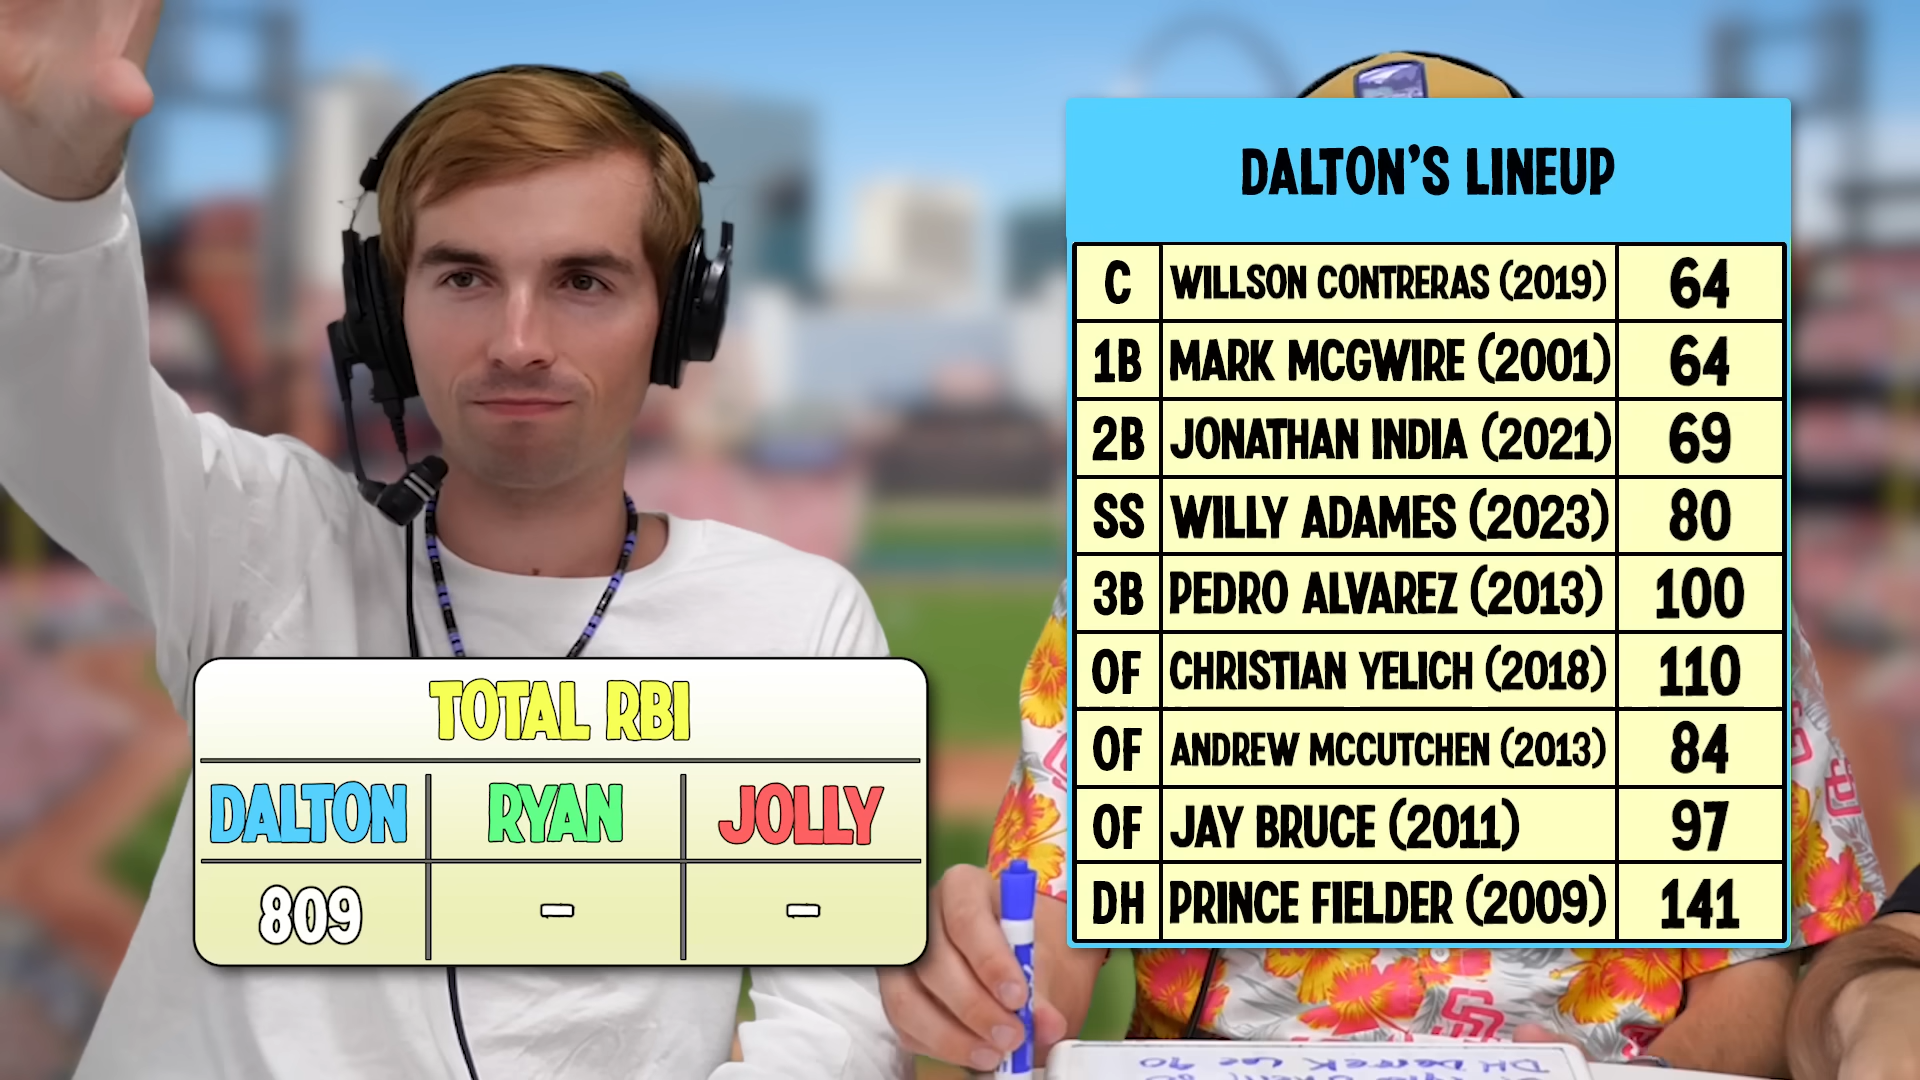 DALTON'S LINEUP
C WILLSON CONTRERAS (2019) 64
1B MARK MCGWIRE (2001) 64
2B JONATHAN INDIA (2021) 69
SS WILLY ADAMES (2023) 80
3B PEDRO ALVAREZ (2013) 100
OF CHRISTIAN YELICH (2018) 110
OF ANDREW MCCUTCHEN (2013) 84
OF JAY BRUCE (2011) 97
DH PRINCE FIELDER (2009) 141
TOTAL RBI
DALTON RYAN JOLLY
809 - -